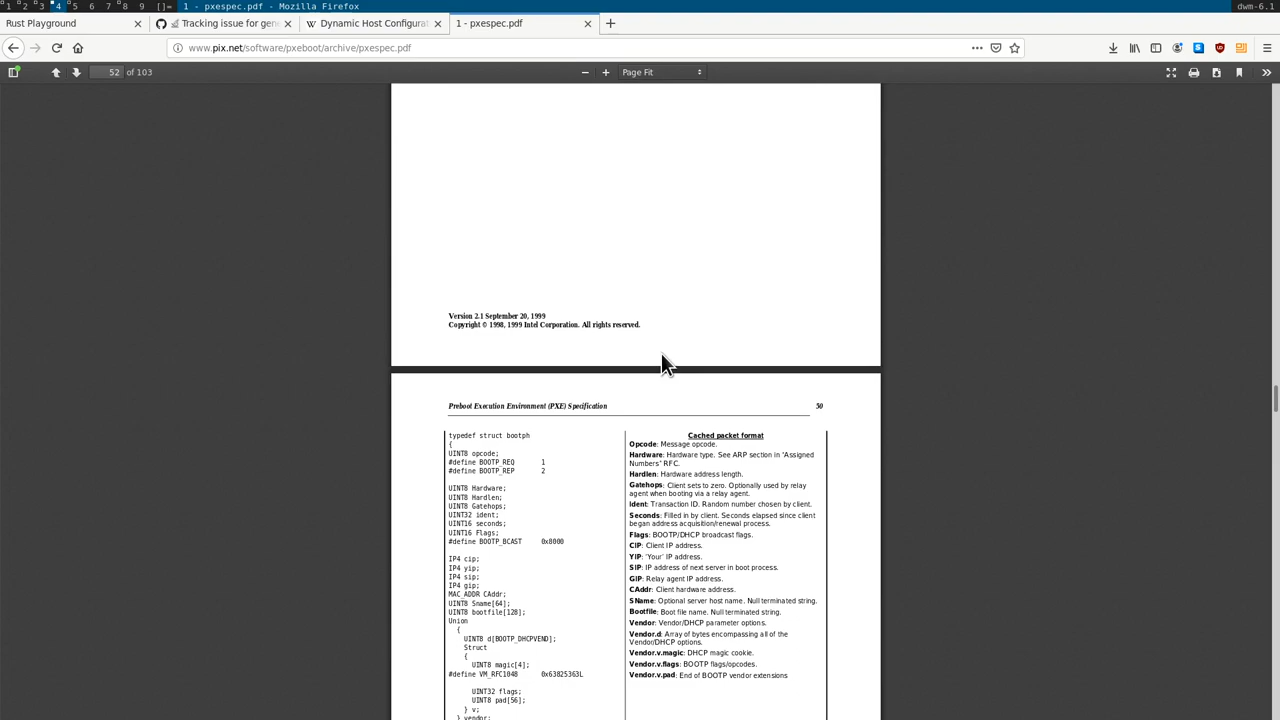 1 2 3 4 5 6 7 8 9 []= 1 - pxespec.pdf - Mozilla Firefox dwm-6.1
Rust Playground Tracking issue for gen Dynamic Host Configurat 1 - pxespec.pdf
www.pix.net/software/pxeboot/archive/pxespec.pdf
52 of 103 Page Fit
Version 2.1 September 20, 1999
Copyright © 1998, 1999 Intel Corporation. All rights reserved.
Preboot Execution Environment (PXE) Specification 50
typedef struct bootph
{
UINT8 opcode;
#define BOOTP_REQ 1
#define BOOTP_REP 2
UINT8 Hardware;
UINT8 Hardlen;
UINT8 Gatehops;
UINT32 ident;
UINT16 seconds;
UINT16 Flags;
#define BOOTP_BCAST 0x8000
IP4 cip;
IP4 yip;
IP4 sip;
IP4 gip;
MAC_ADDR CAddr;
UINT8 Sname[64];
UINT8 bootfile[128];
Union
{
UINT8 d[BOOTP_DHCPVEND];
Struct
{
UINT8 magic[4];
#define VM_RFC1048 0x63825363L
UINT32 flags;
UINT8 pad[56];
} v;
} vendor;
Cached packet format
Opcode: Message opcode.
Hardware: Hardware type. See ARP section in 'Assigned
Numbers' RFC.
Hardlen: Hardware address length.
Gatehops: Client sets to zero. Optionally used by relay
agent when booting via a relay agent.
Ident: Transaction ID. Random number chosen by client.
Seconds: Filled in by client. Seconds elapsed since client
began address acquisition/renewal process.
Flags: BOOTP/DHCP broadcast flags.
CIP: Client IP address.
YIP: 'Your' IP address.
SIP: IP address of next server in boot process.
GIP: Relay agent IP address.
CAddr: Client hardware address.
SName: Optional server host name. Null terminated string.
Bootfile: Boot file name. Null terminated string.
Vendor: Vendor/DHCP parameter options.
Vendor.d: Array of bytes encompassing all of the
Vendor/DHCP options.
Vendor.v.magic: DHCP magic cookie.
Vendor.v.flags: BOOTP flags/opcodes.
Vendor.v.pad: End of BOOTP vendor extensions